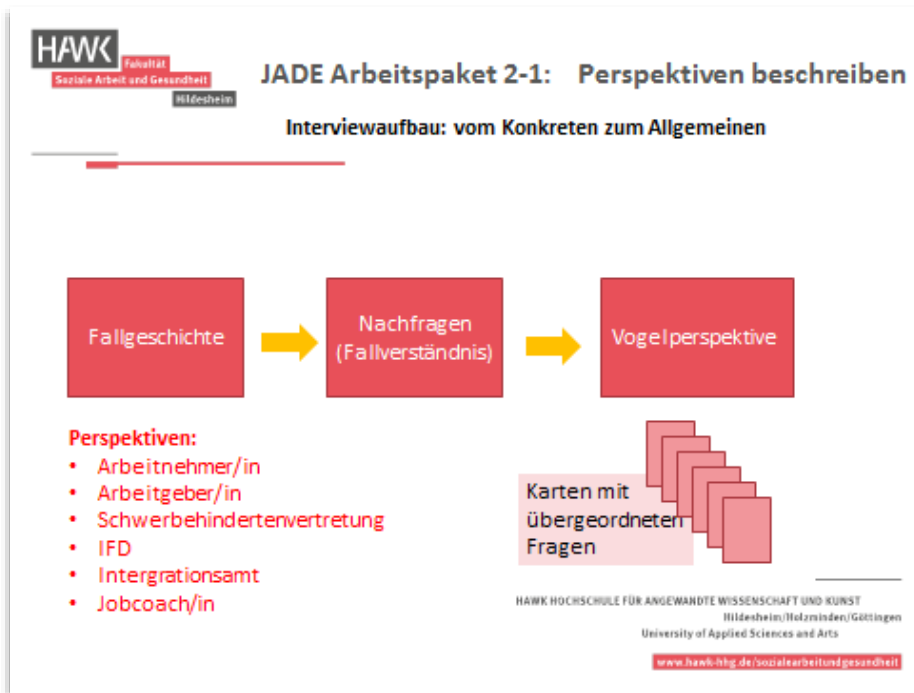 HAWK
Fakultät
Soziale Arbeit und Gesundheit
Hildesheim
JADE Arbeitspaket 2-1: Perspektiven beschreiben
Interviewaufbau: vom Konkreten zum Allgemeinen
Fallgeschichte
Nachfragen
(Fallverständnis)
Vogelperspektive
Perspektiven:
• Arbeitnehmer/in
• Arbeitgeber/in
• Schwerbehindertenvertretung
• IFD
• Intergrationsamt
• Jobcoach/in
Karten mit
übergeordneten
Fragen
HAWK HOCHSCHULE FÜR ANGEWANDTE WISSENSCHAFT UND KUNST
Hildesheim/Holzminden/Göttingen
University of Applied Sciences and Arts
www.hawk-hhg.de/sozialearbeitundgesundheit